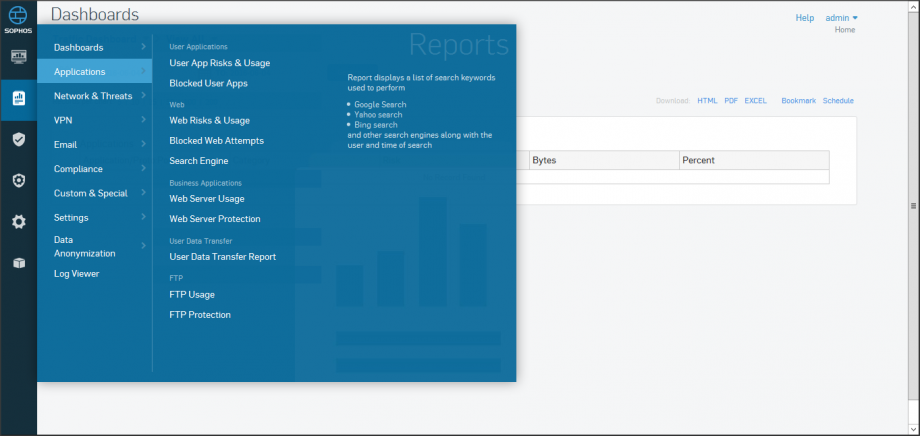 Dashboards
Help admin
Home
SOPHOS
Reports
Dashboards
Applications
Network & Threats
VPN
Email
Compliance
Custom & Special
Settings
Data
Anonymization
Log Viewer
User Applications
User App Risks & Usage
Blocked User Apps
Web
Web Risks & Usage
Blocked Web Attempts
Search Engine
Business Applications
Web Server Usage
Web Server Protection
User Data Transfer
User Data Transfer Report
FTP
FTP Usage
FTP Protection
Report displays a list of search keywords
used to perform
Google Search
Yahoo search
Bing search
and other search engines along with the
user and time of search
Download: HTML PDF EXCEL Bookmark Schedule
Bytes Percent